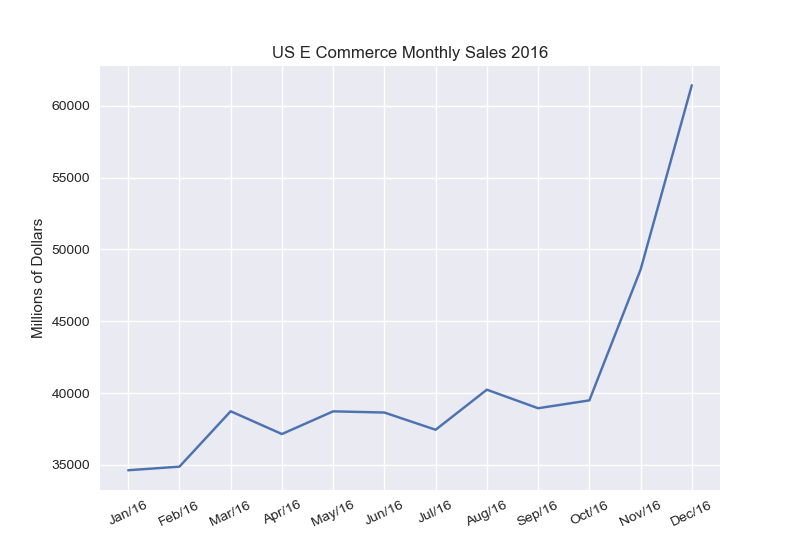 US E Commerce Monthly Sales 2016
Millions of Dollars
60000
55000
50000
45000
40000
35000
Jan/16 Feb/16 Mar/16 Apr/16 May/16 Jun/16 Jul/16 Aug/16 Sep/16 Oct/16 Nov/16 Dec/16